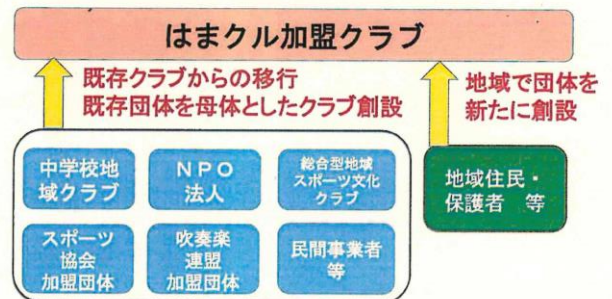 はまクル加盟クラブ
既存クラブからの移行
既存団体を母体としたクラブ創設
地域で団体を
新たに創設
中学校地
域クラブ
ＮＰＯ
法人
総合型地域
スポーツ文化
クラブ
地域住民・
保護者　等
スポーツ
協会
加盟団体
吹奏楽
連盟
加盟団体
民間事業者
等